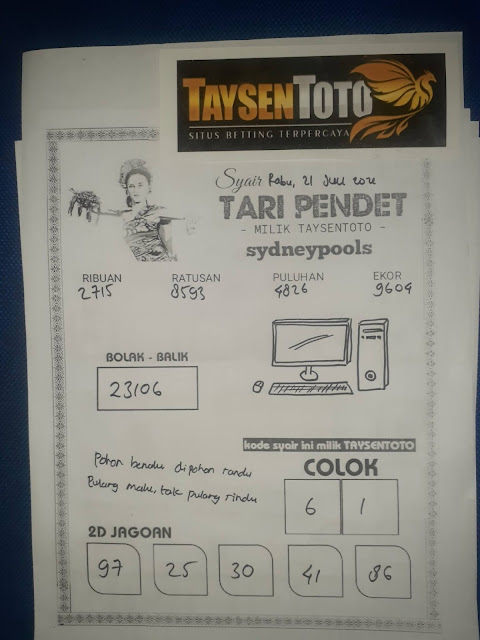 TAYSENTOTO
SITUS BETTING TERPERCAYA
Syair Rabu, 21 Juli 2021
TARI PENDET
- MILIK TAYSENTOTO -
sydneypools
RIBUAN RATUSAN PULUHAN EKOR
2715 8593 4826 9604
BOLAK - BALIK
23106
kode syair ini milik TAYSENTOTO
Pohon bendu dipohon randu
Pulang malu, tak pulang rindu
COLOK
6 1
2D JAGOAN
97 25 30 41 86